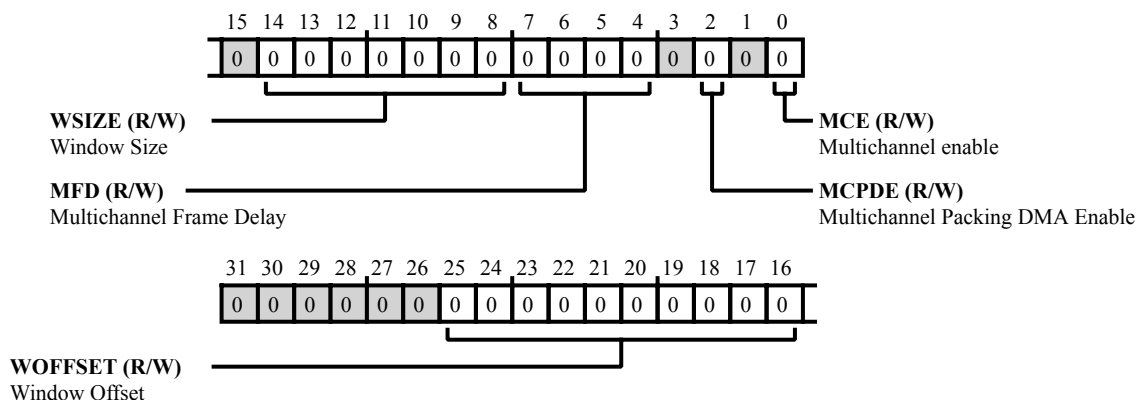 15 14 13 12 11 10 9 8 7 6 5 4 3 2 1 0
0 0 0 0 0 0 0 0 0 0 0 0 0 0 0 0
WSIZE (R/W)
Window Size
MCE (R/W)
Multichannel enable
MFD (R/W)
Multichannel Frame Delay
MCPDE (R/W)
Multichannel Packing DMA Enable
31 30 29 28 27 26 25 24 23 22 21 20 19 18 17 16
0 0 0 0 0 0 0 0 0 0 0 0 0 0 0 0
WOFFSET (R/W)
Window Offset